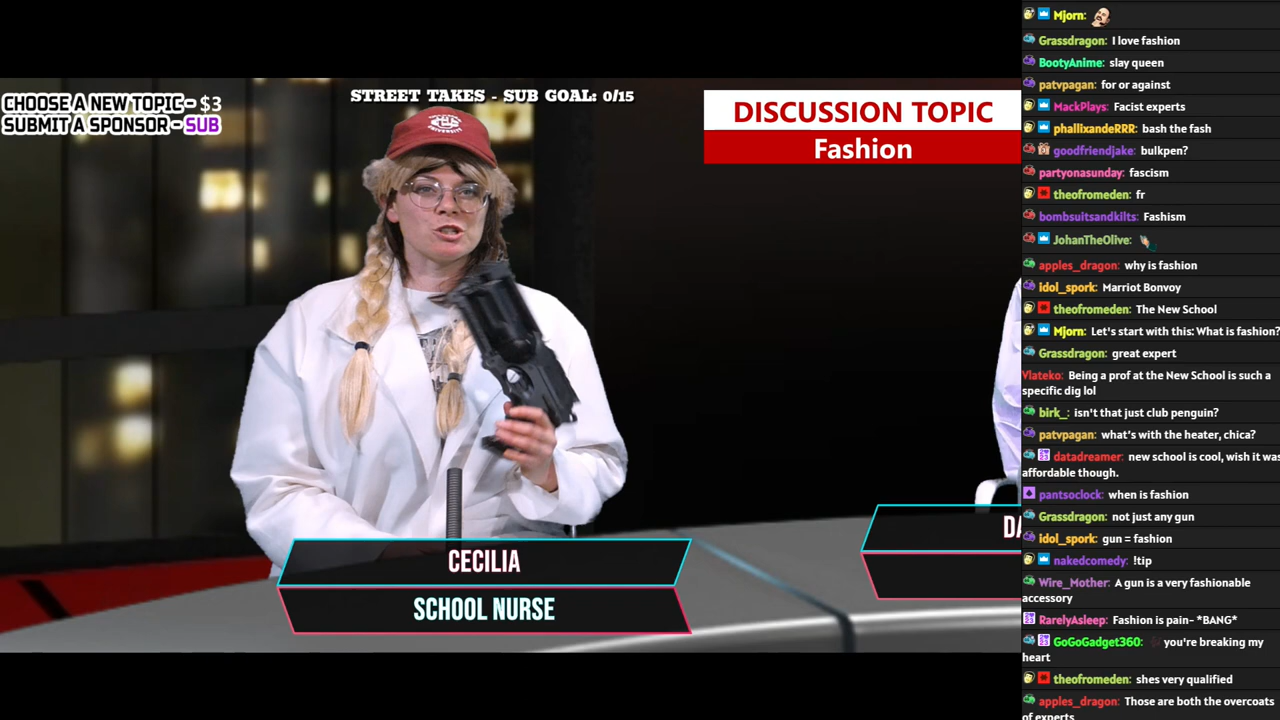 CHOOSE A NEW TOPIC - $3
SUBMIT A SPONSOR - SUB
STREET TAKES - SUB GOAL: 0/15
DISCUSSION TOPIC
Fashion
UNIVERSITY
CECILIA
SCHOOL NURSE
DA
Mjorn:
Grassdragon: I love fashion
BootyAnime: slay queen
patvpagan: for or against
MackPlays: Facist experts
phallixandeRRR: bash the fash
goodfriendjake: bulkpen?
partyonasunday: fascism
theofromeden: fr
bombsuitsandkilts: Fashism
JohanTheOlive:
apples_dragon: why is fashion
idol_spork: Marriot Bonvoy
theofromeden: The New School
Mjorn: Let's start with this: What is fashion?
Grassdragon: great expert
Vlateko: Being a prof at the New School is such a
specific dig lol
birk_: isn't that just club penguin?
patvpagan: what's with the heater, chica?
datadreamer: new school is cool, wish it was
affordable though.
pantsoclock: when is fashion
Grassdragon: not just any gun
idol_spork: gun = fashion
nakedcomedy: !tip
Wire_Mother: A gun is a very fashionable
accessory
RarelyAsleep: Fashion is pain- *BANG*
GoGoGadget360: you're breaking my
heart
theofromeden: shes very qualified
apples_dragon: Those are both the overcoats
of experts